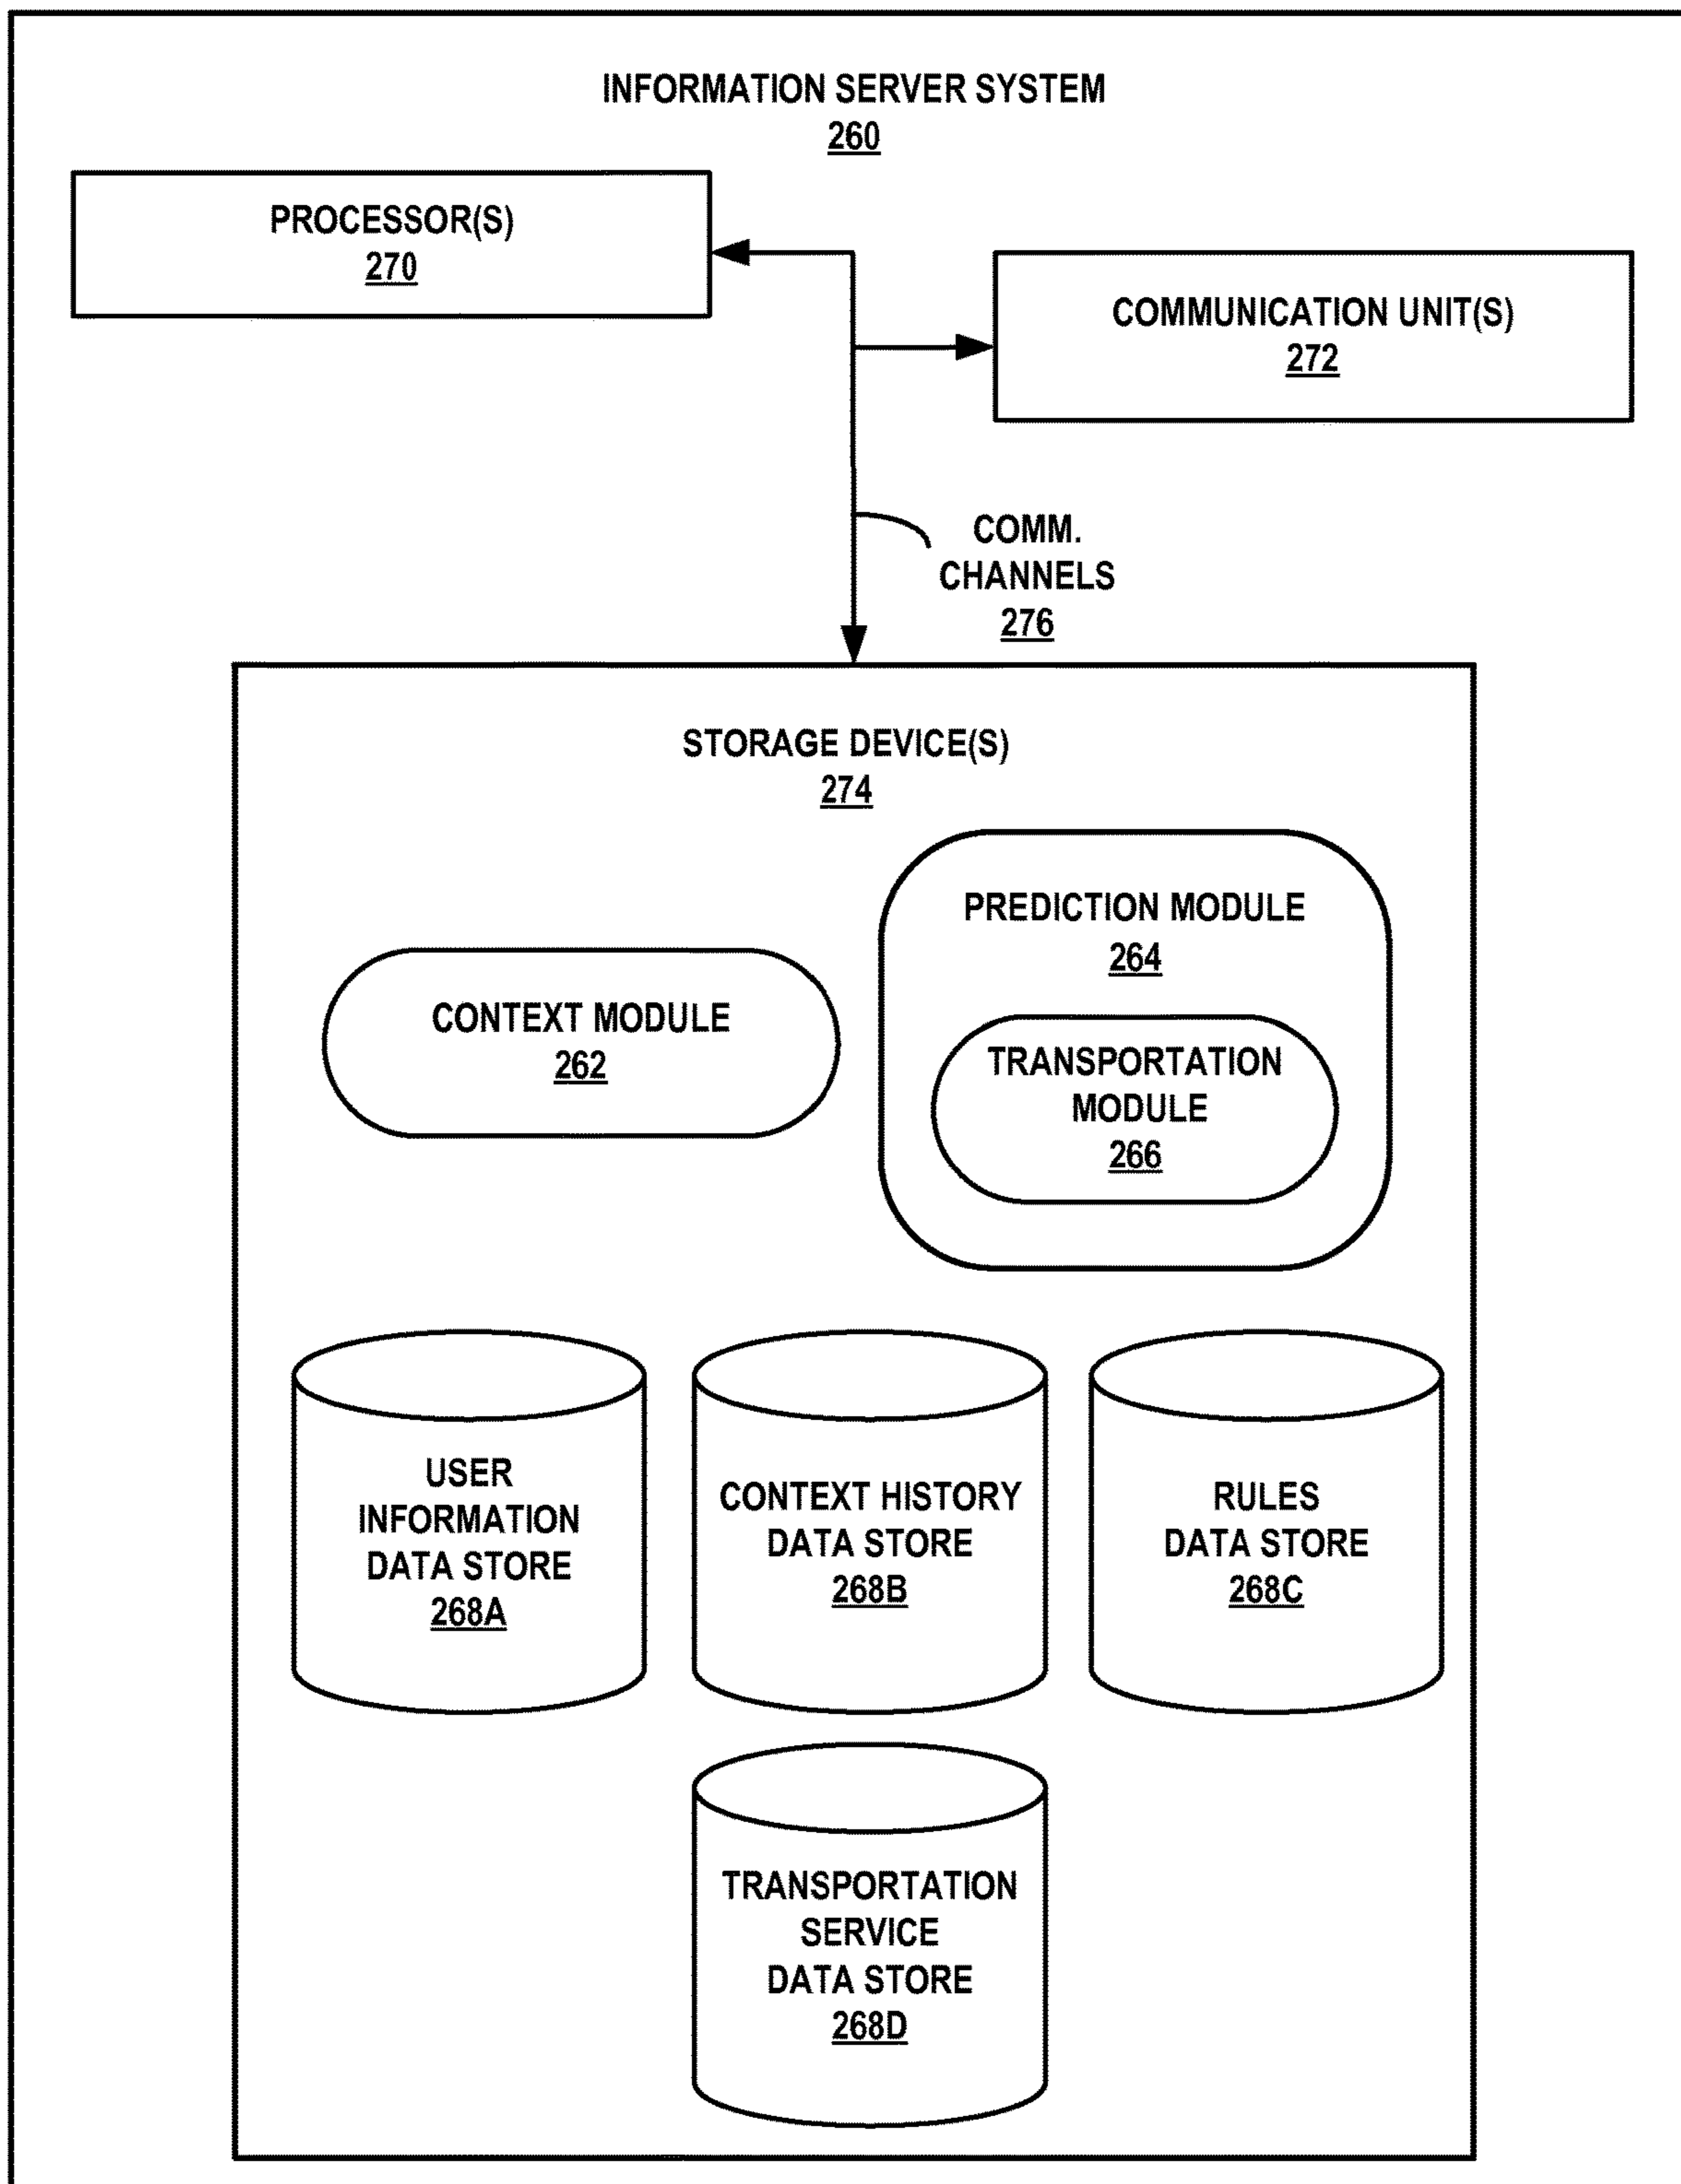 INFORMATION SERVER SYSTEM
260
PROCESSOR(S)
270
COMMUNICATION UNIT(S)
272
COMM.
CHANNELS
276
STORAGE DEVICE(S)
274
PREDICTION MODULE
264
CONTEXT MODULE
262
TRANSPORTATION
MODULE
266
USER
INFORMATION
DATA STORE
268A
CONTEXT HISTORY
DATA STORE
268B
RULES
DATA STORE
268C
TRANSPORTATION
SERVICE
DATA STORE
268D